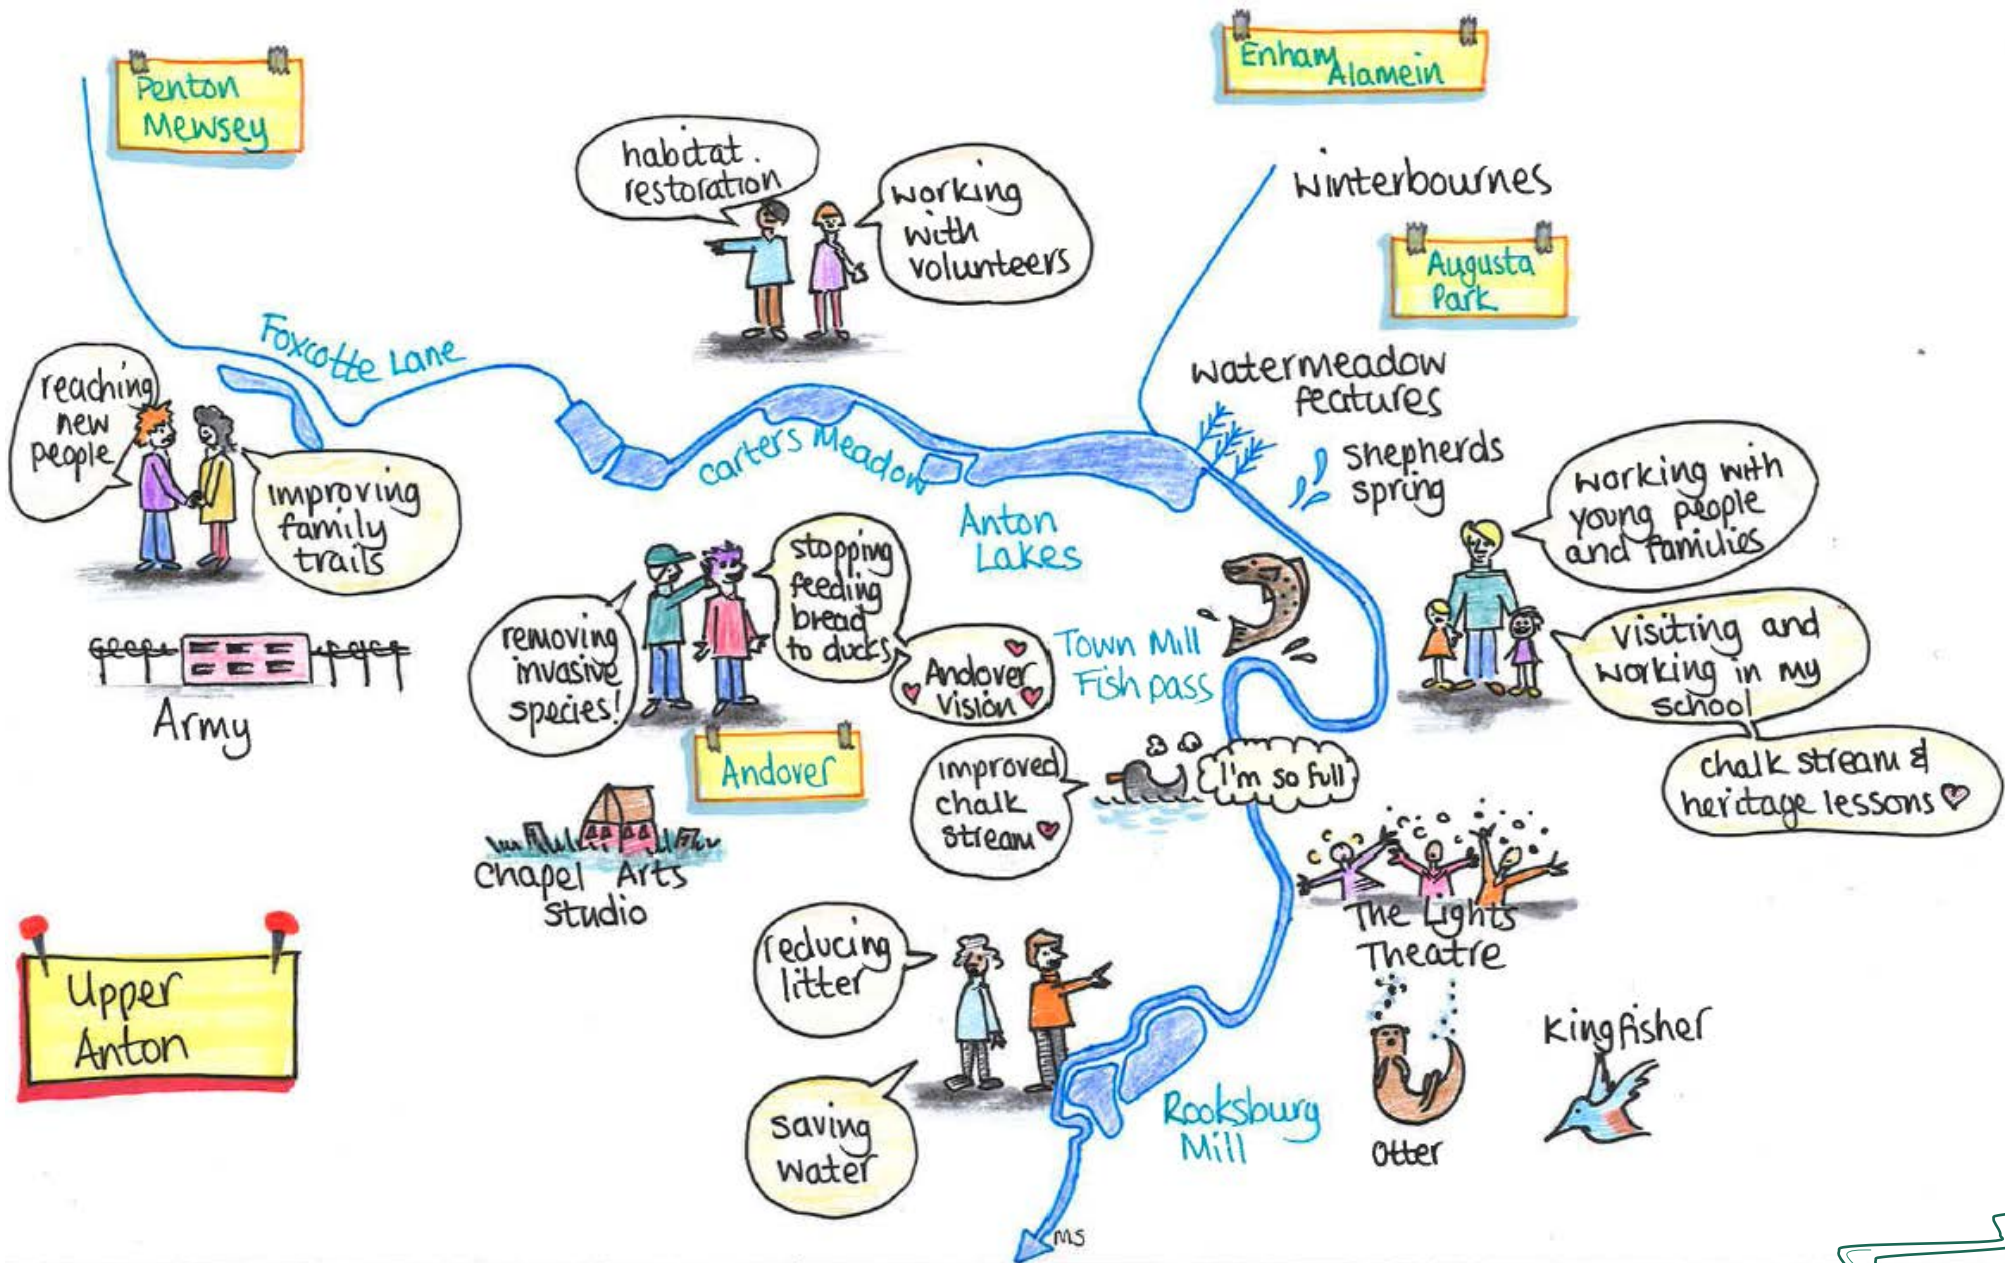 Penton
Mewsey
Enham
Alamein
habitat
restoration
working
with
volunteers
Winterbournes
Augusta
Park
Foxcotte Lane
reaching
new
people
improving
family
trails
Carters Meadow
Anton
Lakes
Watermeadow
features
Shepherds
Spring
working with
young people
and families
visiting and
working in my
school
chalk stream &
heritage lessons
Army
removing
invasive
species!
stopping
feeding
bread
to ducks
Andover
Vision
Town Mill
Fish pass
Andover
improved
chalk
stream
I'm so full
Chapel Arts
Studio
The Lights
Theatre
reducing
litter
saving
water
Upper
Anton
Rooksbury
Mill
Otter
Kingfisher
MS